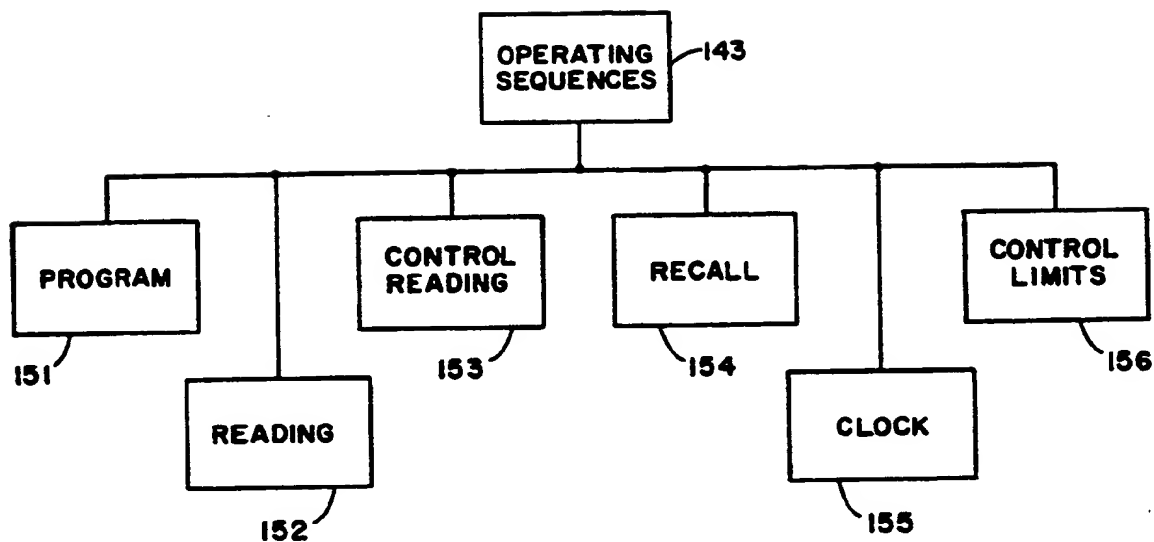 OPERATING
SEQUENCES
143
PROGRAM
151
READING
152
CONTROL
READING
153
RECALL
154
CLOCK
155
CONTROL
LIMITS
156